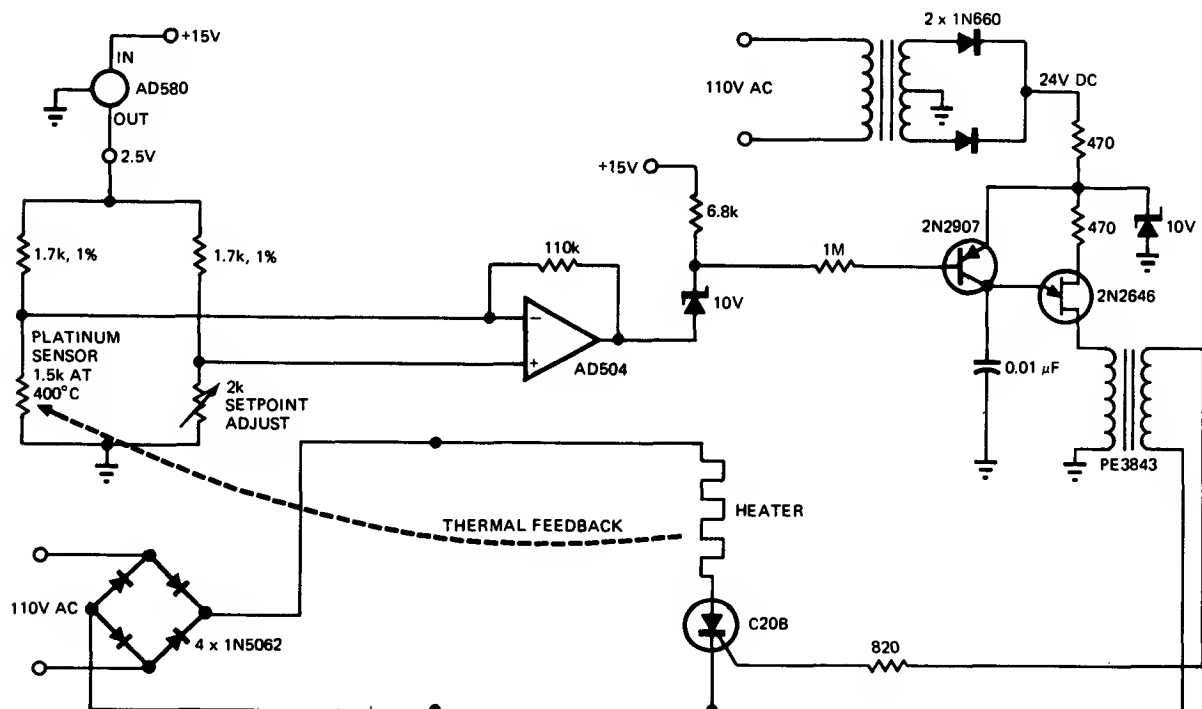 +15V
IN
AD580
OUT
2.5V
1.7k, 1%
1.7k, 1%
PLATINUM
SENSOR
1.5k AT
400°C
2k
SETPOINT
ADJUST
110k
−
+
AD504
+15V
6.8k
10V
1M
110V AC
2 x 1N660
24V DC
470
2N2907
470
10V
2N2646
0.01 μF
PE3843
THERMAL FEEDBACK
HEATER
110V AC
4 x 1N5062
C20B
820